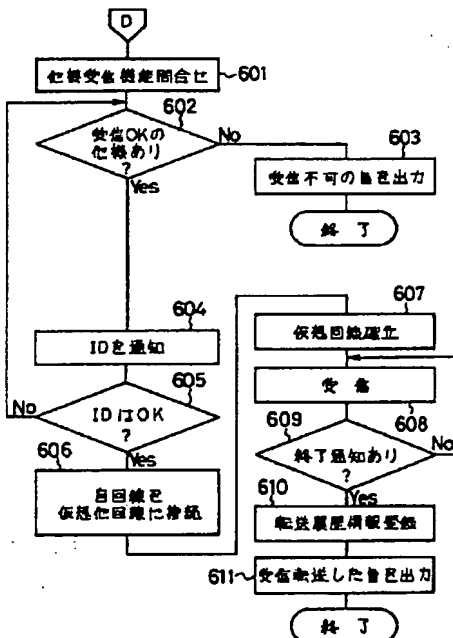 D
他機受信機能問合せ
601
602
受信OKの
他機あり
?
No
Yes
603
受信不可の旨を出力
終了
604
IDを通知
605
IDはOK
?
No
Yes
606
自回線を
仮想他回線に接続
607
仮想回線確立
受信
608
609
終了通知あり
?
No
Yes
610
転送履歴情報登録
611
受信転送した旨を出力
終了